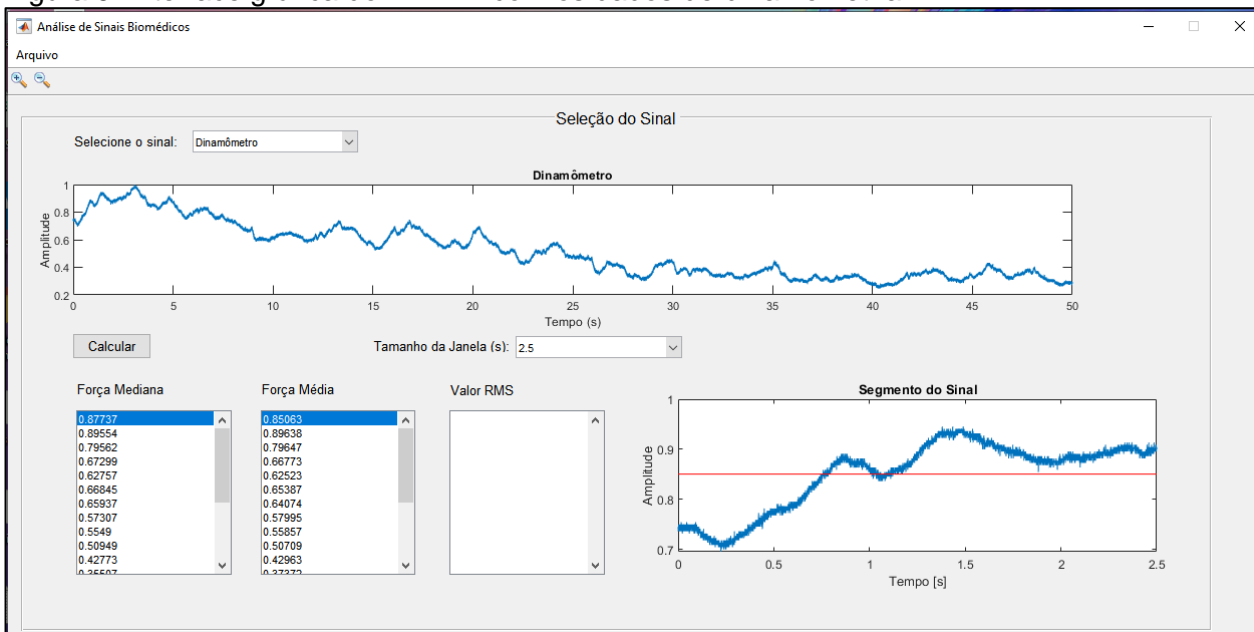 Análise de Sinais Biomédicos
Arquivo
Seleção do Sinal
Selecione o sinal: Dinamômetro
Dinamômetro
Amplitude
1
0.8
0.6
0.4
0.2
0 5 10 15 20 25 30 35 40 45 50
Tempo (s)
Calcular
Tamanho da Janela (s): 2.5
Força Mediana
0.87737
0.89554
0.79562
0.67299
0.62757
0.66845
0.65937
0.57307
0.5549
0.50949
0.42773
Força Média
0.85063
0.89638
0.79647
0.66773
0.62523
0.65387
0.64074
0.57995
0.55857
0.50709
0.42963
Valor RMS
Segmento do Sinal
Amplitude
1
0.9
0.8
0.7
0 0.5 1 1.5 2 2.5
Tempo [s]